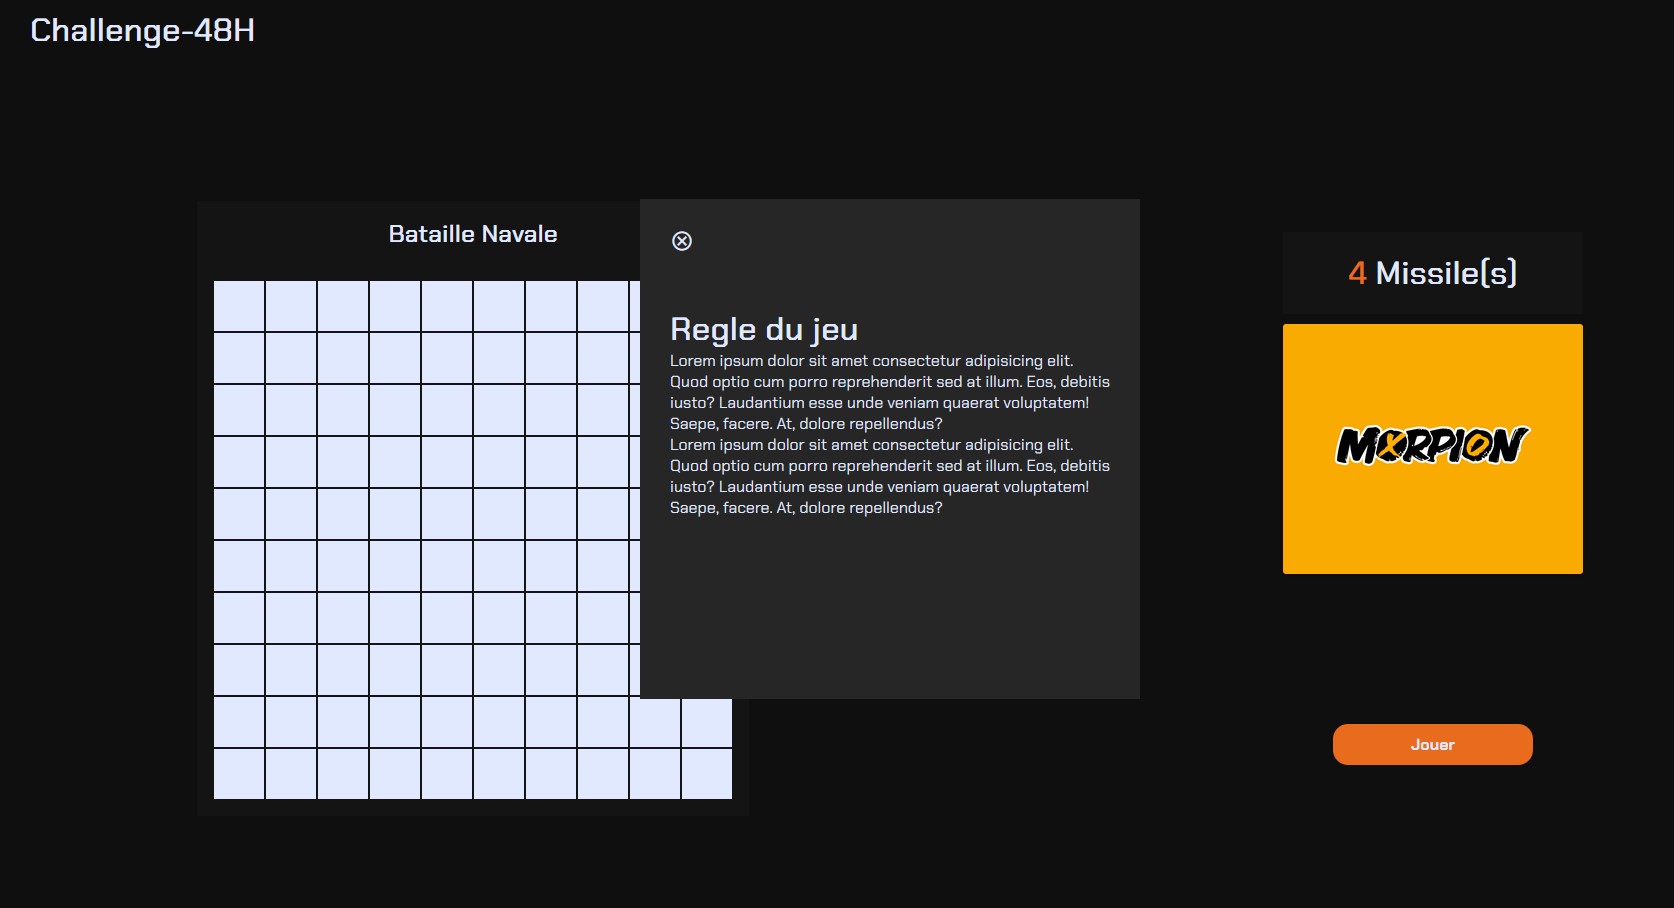 Challenge-48H
Bataille Navale
Regle du jeu
Lorem ipsum dolor sit amet consectetur adipisicing elit.
Quod optio cum porro reprehenderit sed at illum. Eos, debitis
iusto? Laudantium esse unde veniam quaerat voluptatem!
Saepe, facere. At, dolore repellendus?
Lorem ipsum dolor sit amet consectetur adipisicing elit.
Quod optio cum porro reprehenderit sed at illum. Eos, debitis
iusto? Laudantium esse unde veniam quaerat voluptatem!
Saepe, facere. At, dolore repellendus?
4 Missile(s)
MORPION
Jouer